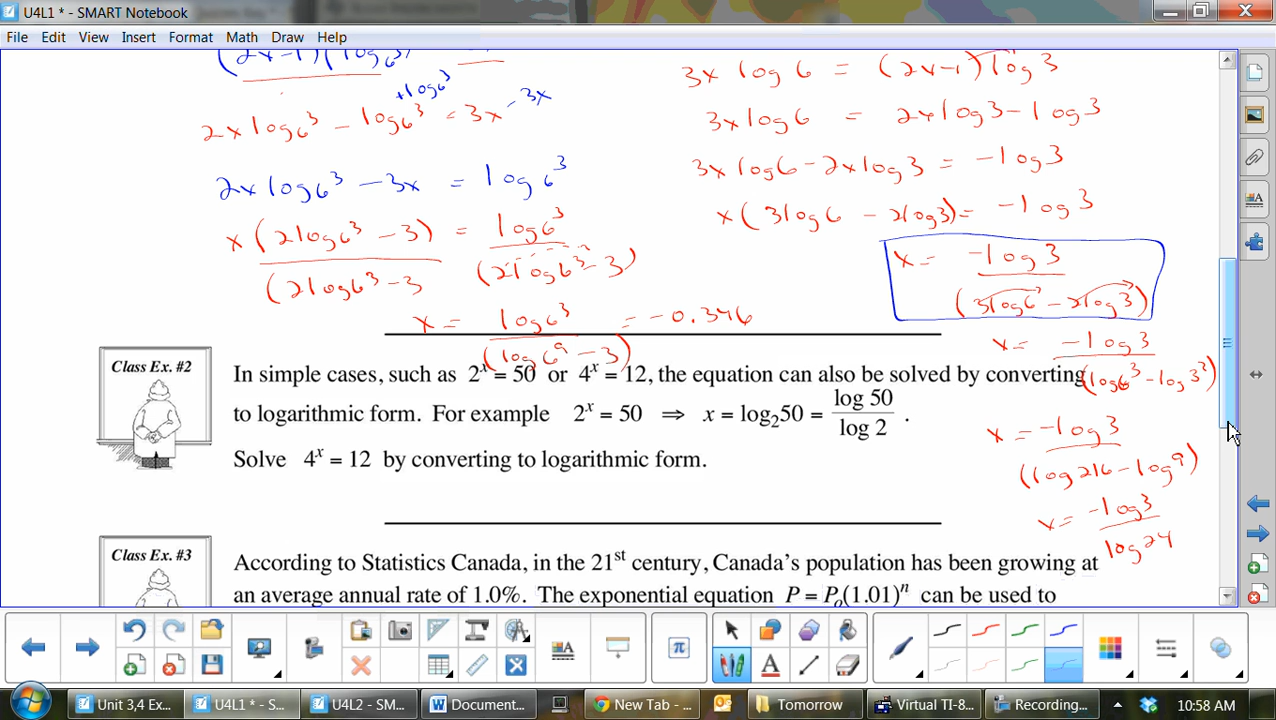 U4L1 * - SMART Notebook
File Edit View Insert Format Math Draw Help
+log₆3
2x log₆3 - log₆3 = 3x - 3x
2x log₆3 - 3x = log₆3
x(2log₆3 - 3) = log₆3
(2log₆3 - 3 (2log₆3 - 3)
x = log₆3 = -0.346
(log₆9 - 3)
3x log 6 = (2x-1) log 3
3x log 6 = 2x log 3 - log 3
3x log 6 - 2x log 3 = -log 3
x(3log 6 - 2log 3) = -log 3
x = -log 3
(3log 6 - 2log 3)
x = -log 3
(log 6³ - log 3²)
x = -log 3
(log 216 - log 9)
x = -log 3
log 24
Class Ex. #2
In simple cases, such as 2ˣ = 50 or 4ˣ = 12, the equation can also be solved by converting
to logarithmic form. For example 2ˣ = 50 ⇒ x = log₂50 = log 50 / log 2 .
Solve 4ˣ = 12 by converting to logarithmic form.
Class Ex. #3
According to Statistics Canada, in the 21st century, Canada's population has been growing at
an average annual rate of 1.0%. The exponential equation P = P₀(1.01)ⁿ can be used to
π
A
Unit 3,4 Ex... U4L1 * - S... U4L2 - SM... Document... New Tab - ... Tomorrow Virtual TI-8... Recording... 10:58 AM